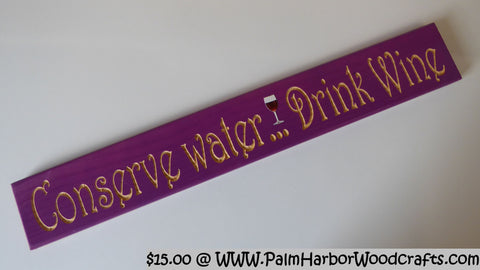 Conserve water... Drink Wine
$15.00 @ WWW.PalmHarborWoodcrafts.com